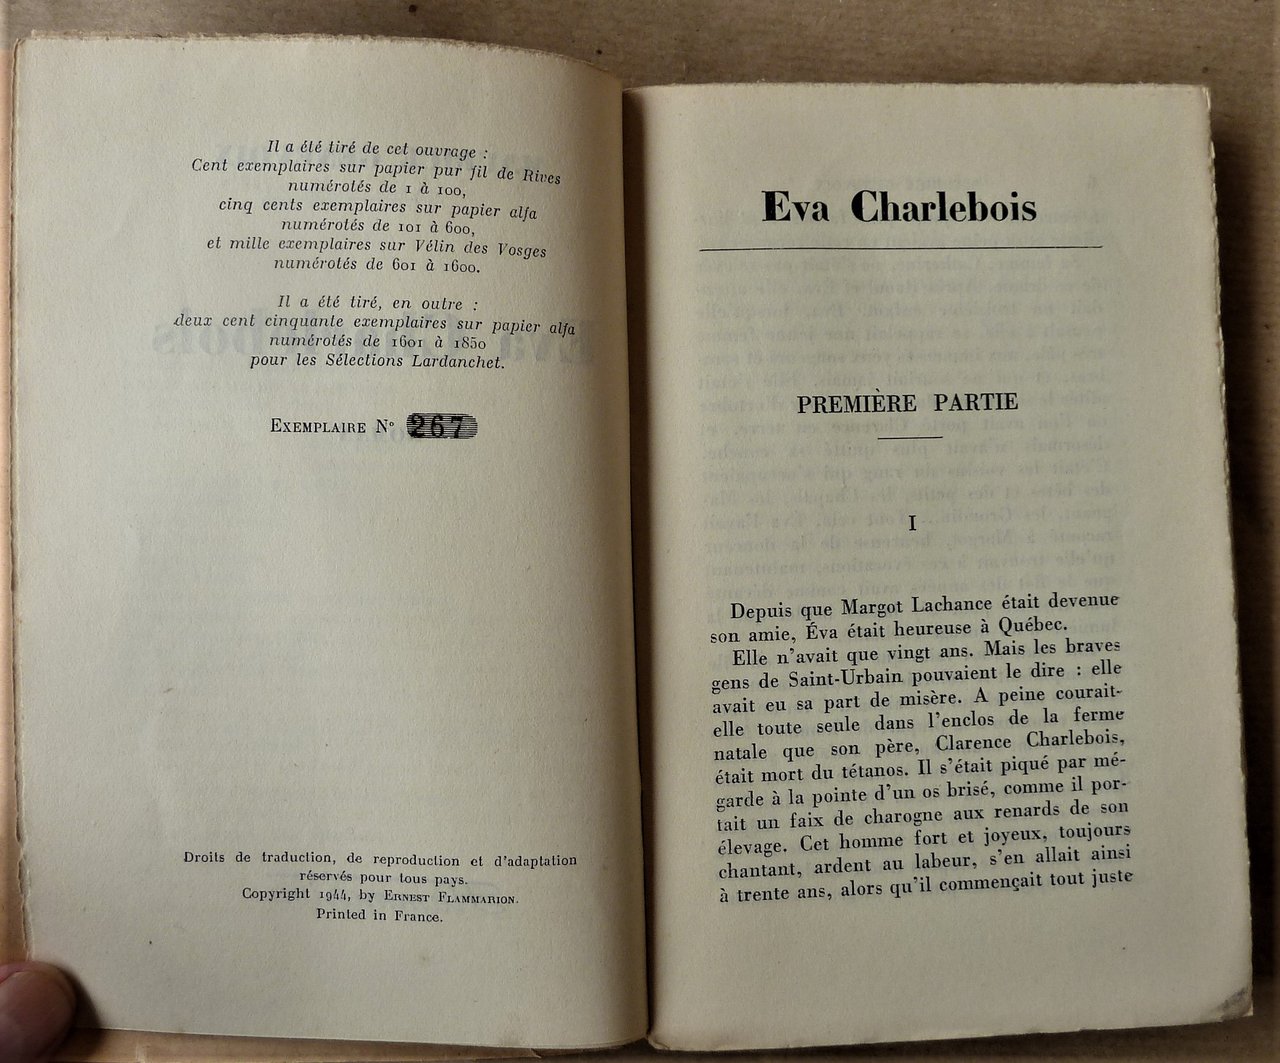 Il a été tiré de cet ouvrage :
Cent exemplaires sur papier pur fil de Rives
numérotés de 1 à 100,
cinq cents exemplaires sur papier alfa
numérotés de 101 à 600,
et mille exemplaires sur Vélin des Vosges
numérotés de 601 à 1600.
Il a été tiré, en outre :
deux cent cinquante exemplaires sur papier alfa
numérotés de 1601 à 1850
pour les Sélections Lardanchet.
EXEMPLAIRE N° 267
Droits de traduction, de reproduction et d'adaptation
réservés pour tous pays.
Copyright 1944, by ERNEST FLAMMARION.
Printed in France.
Eva Charlebois
PREMIÈRE PARTIE
I
Depuis que Margot Lachance était devenue
son amie, Éva était heureuse à Québec.
Elle n'avait que vingt ans. Mais les braves
gens de Saint-Urbain pouvaient le dire : elle
avait eu sa part de misère. A peine courait-
elle toute seule dans l'enclos de la ferme
natale que son père, Clarence Charlebois,
était mort du tétanos. Il s'était piqué par mé-
garde à la pointe d'un os brisé, comme il por-
tait un faix de charogne aux renards de son
élevage. Cet homme fort et joyeux, toujours
chantant, ardent au labeur, s'en allait ainsi
à trente ans, alors qu'il commençait tout juste